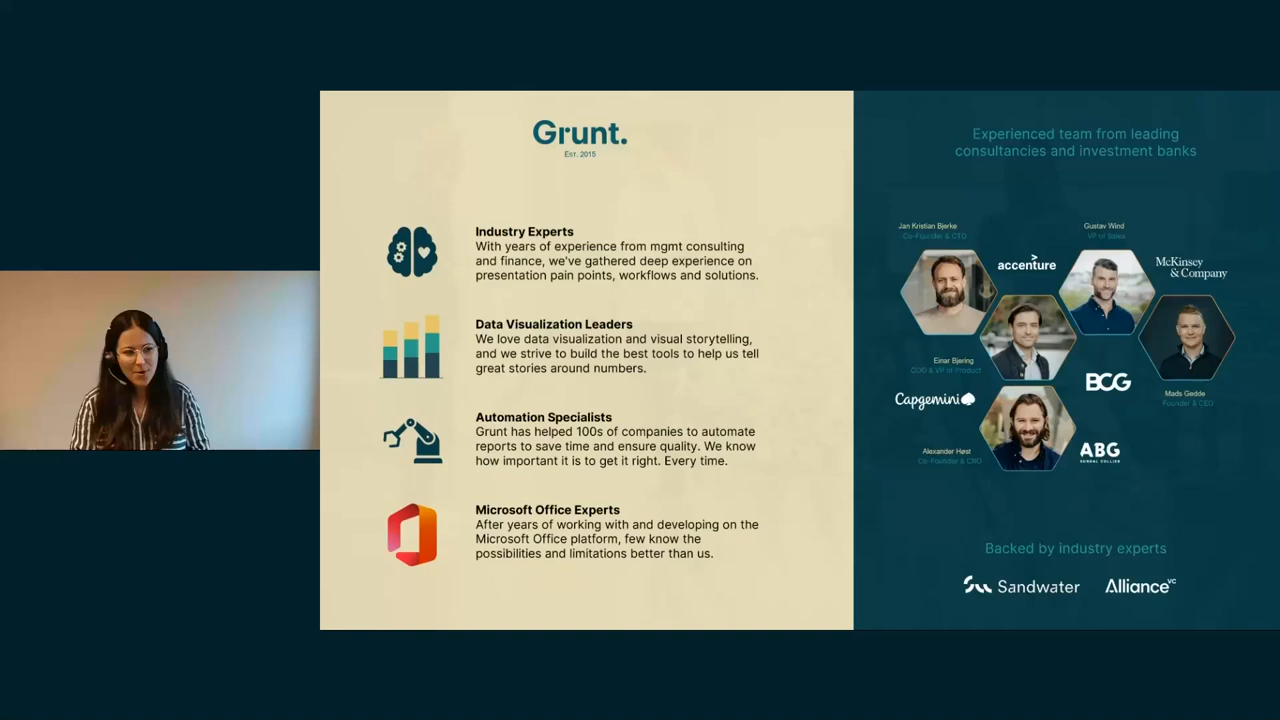 Grunt.
EST. 2015
Industry Experts
With years of experience from mgmt consulting
and finance, we've gathered deep experience on
presentation pain points, workflows and solutions.
Data Visualization Leaders
We love data visualization and visual storytelling,
and we strive to build the best tools to help us tell
great stories around numbers.
Automation Specialists
Grunt has helped 100s of companies to automate
reports to save time and ensure quality. We know
how important it is to get it right. Every time.
Microsoft Office Experts
After years of working with and developing on the
Microsoft Office platform, few know the
possibilities and limitations better than us.
Experienced team from leading
consultancies and investment banks
Jan Kristian Bjerke
Co-Founder & CTO
Gustav Wind
VP of Sales
accenture
McKinsey
& Company
Einar Bjering
COO & VP of Product
BCG
Capgemini
Mads Gedde
Founder & CEO
Alexander Høst
Co-Founder & CRO
ABG
SUNDAL COLLIER
Backed by industry experts
Sandwater
Alliance VC